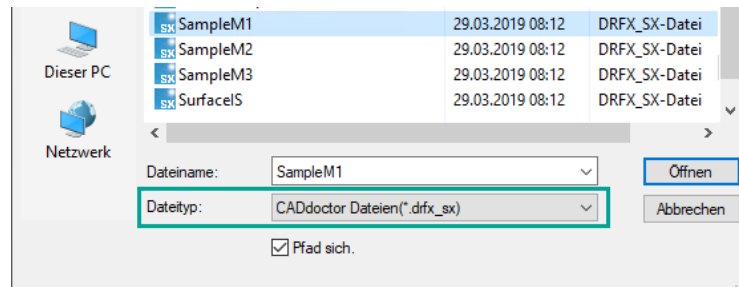 SampleM1 29.03.2019 08:12 DRFX_SX-Datei
SampleM2 29.03.2019 08:12 DRFX_SX-Datei
SampleM3 29.03.2019 08:12 DRFX_SX-Datei
SurfaceIS 29.03.2019 08:12 DRFX_SX-Datei
Dieser PC
Netzwerk
Dateiname: SampleM1 Öffnen
Dateityp: CADdoctor Dateien(*.drfx_sx) Abbrechen
Pfad sich.